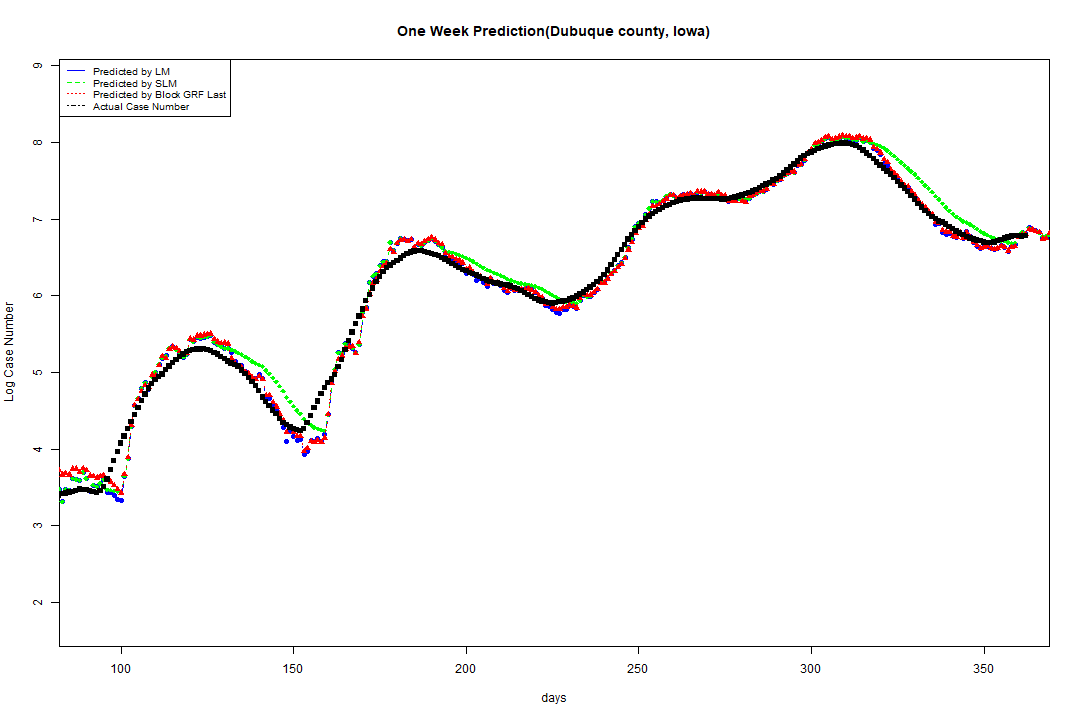 One Week Prediction(Dubuque county, Iowa)
9
Predicted by LM
Predicted by SLM
Predicted by Block GRF Last
Actual Case Number
8
7
6
5
4
3
2
Log Case Number
100 150 200 250 300 350
days